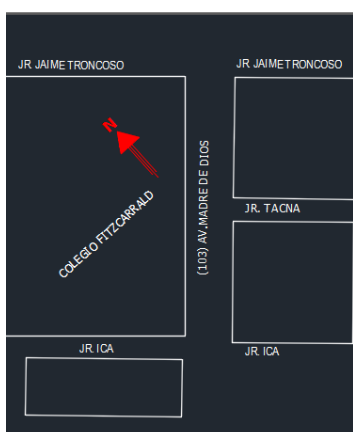 JR. JAIME TRONCOSO
JR. JAIME TRONCOSO
N
COLEGIO FITZCARRALD
(103) AV.MADRE DE DIOS
JR. TACNA
JR. ICA
JR. ICA